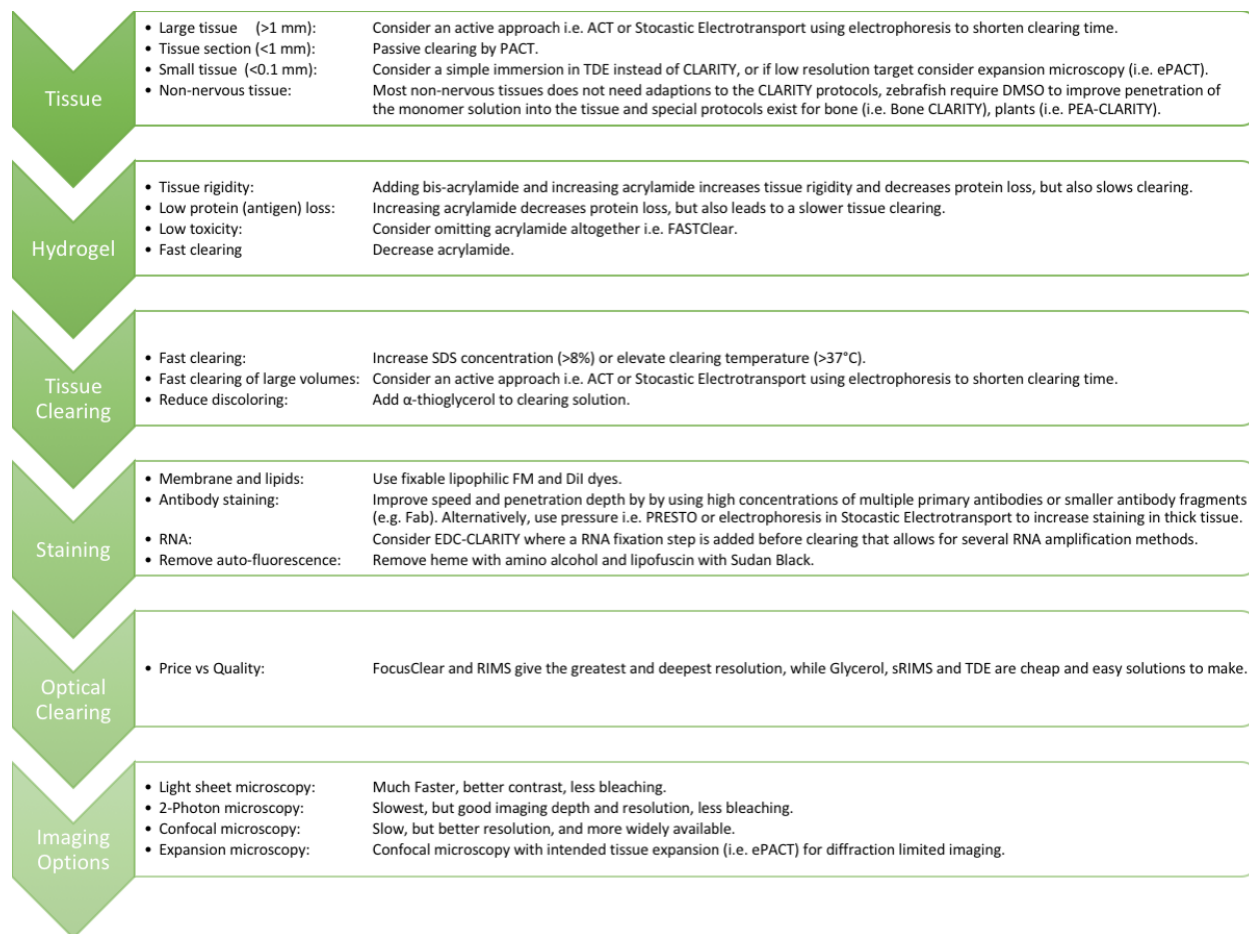 Tissue
• Large tissue (>1 mm): Consider an active approach i.e. ACT or Stocastic Electrotransport using electrophoresis to shorten clearing time.
• Tissue section (<1 mm): Passive clearing by PACT.
• Small tissue (<0.1 mm): Consider a simple immersion in TDE instead of CLARITY, or if low resolution target consider expansion microscopy (i.e. ePACT).
• Non-nervous tissue: Most non-nervous tissues does not need adaptions to the CLARITY protocols, zebrafish require DMSO to improve penetration of
the monomer solution into the tissue and special protocols exist for bone (i.e. Bone CLARITY), plants (i.e. PEA-CLARITY).
Hydrogel
• Tissue rigidity: Adding bis-acrylamide and increasing acrylamide increases tissue rigidity and decreases protein loss, but also slows clearing.
• Low protein (antigen) loss: Increasing acrylamide decreases protein loss, but also leads to a slower tissue clearing.
• Low toxicity: Consider omitting acrylamide altogether i.e. FASTClear.
• Fast clearing Decrease acrylamide.
Tissue
Clearing
• Fast clearing: Increase SDS concentration (>8%) or elevate clearing temperature (>37°C).
• Fast clearing of large volumes: Consider an active approach i.e. ACT or Stocastic Electrotransport using electrophoresis to shorten clearing time.
• Reduce discoloring: Add α-thioglycerol to clearing solution.
Staining
• Membrane and lipids: Use fixable lipophilic FM and DiI dyes.
• Antibody staining: Improve speed and penetration depth by by using high concentrations of multiple primary antibodies or smaller antibody fragments
(e.g. Fab). Alternatively, use pressure i.e. PRESTO or electrophoresis in Stocastic Electrotransport to increase staining in thick tissue.
• RNA: Consider EDC-CLARITY where a RNA fixation step is added before clearing that allows for several RNA amplification methods.
• Remove auto-fluorescence: Remove heme with amino alcohol and lipofuscin with Sudan Black.
Optical
Clearing
• Price vs Quality: FocusClear and RIMS give the greatest and deepest resolution, while Glycerol, sRIMS and TDE are cheap and easy solutions to make.
Imaging
Options
• Light sheet microscopy: Much Faster, better contrast, less bleaching.
• 2-Photon microscopy: Slowest, but good imaging depth and resolution, less bleaching.
• Confocal microscopy: Slow, but better resolution, and more widely available.
• Expansion microscopy: Confocal microscopy with intended tissue expansion (i.e. ePACT) for diffraction limited imaging.